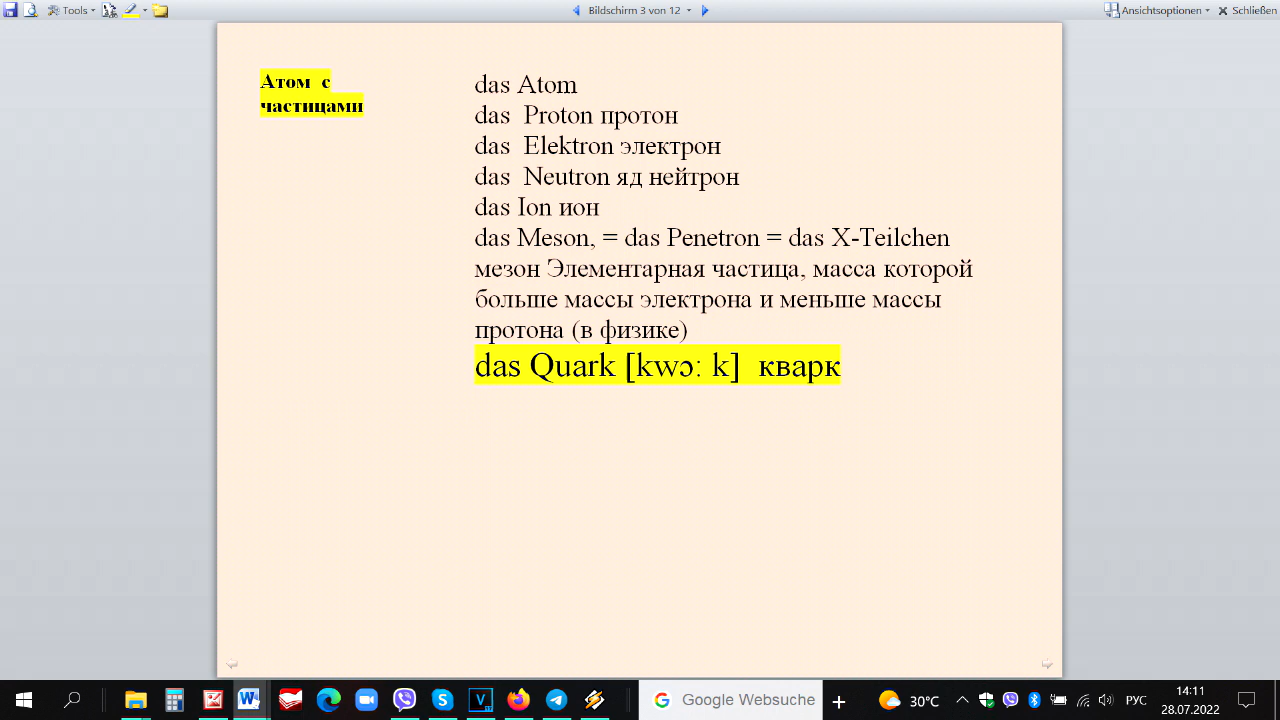 Tools
Bildschirm 3 von 12
Ansichtsoptionen
Schließen
Атом с
частицами
das Atom
das Proton протон
das Elektron электрон
das Neutron яд нейтрон
das Ion ион
das Meson, = das Penetron = das X-Teilchen
мезон Элементарная частица, масса которой
больше массы электрона и меньше массы
протона (в физике)
das Quark [kwɔ: k] кварк
Google Websuche
30°C
РУС
14:11
28.07.2022